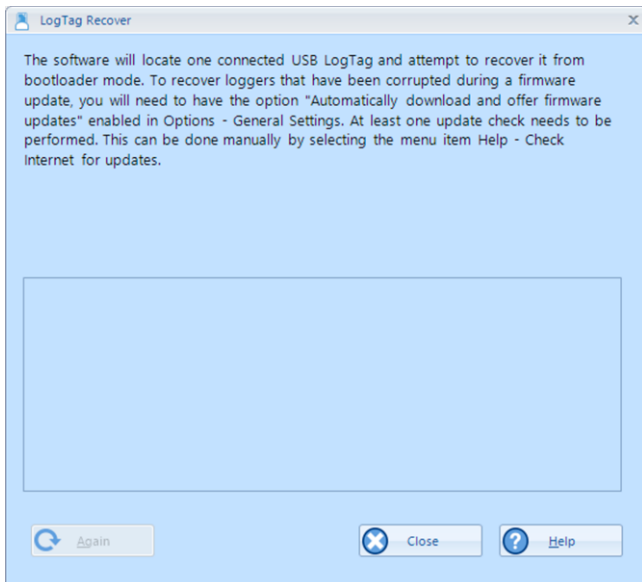 LogTag Recover
The software will locate one connected USB LogTag and attempt to recover it from
bootloader mode. To recover loggers that have been corrupted during a firmware
update, you will need to have the option "Automatically download and offer firmware
updates" enabled in Options - General Settings. At least one update check needs to be
performed. This can be done manually by selecting the menu item Help - Check
Internet for updates.
Again
Close
Help